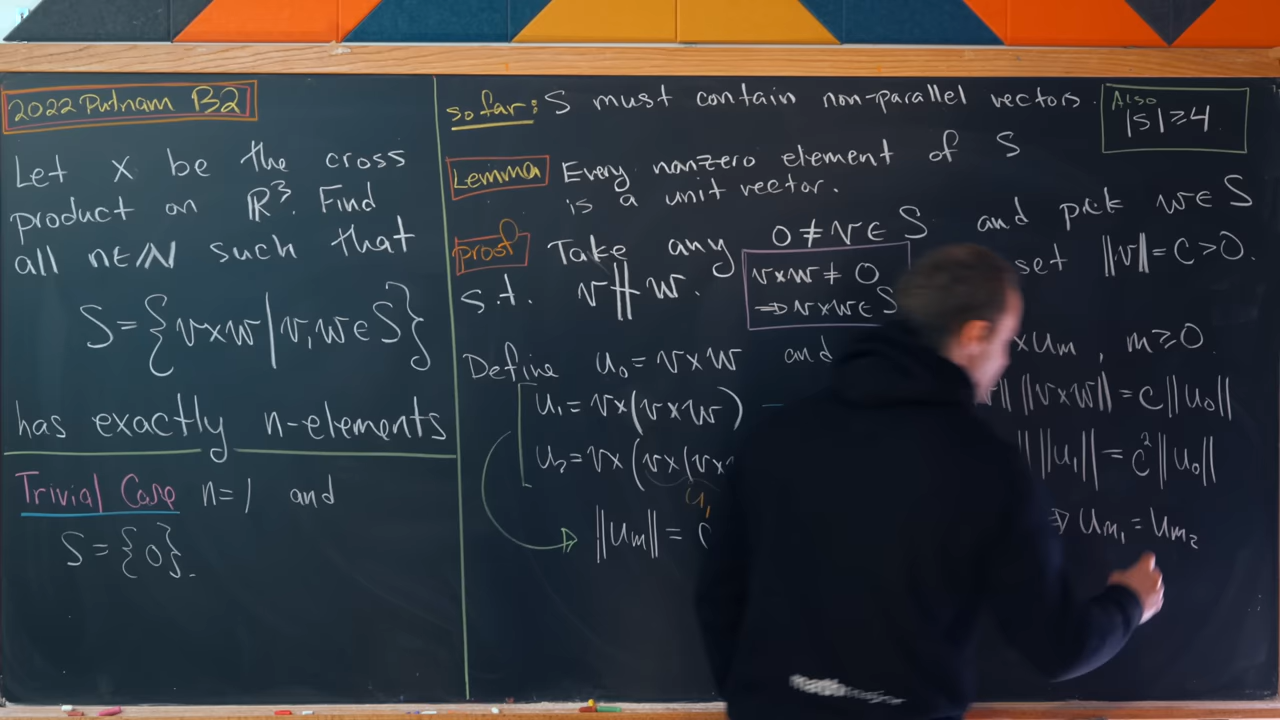 2022 Putnam B2
Let x be the cross
product on ℝ³. Find
all n∈ℕ such that
S={v×w|v,w∈S}
has exactly n-elements
Trivial Case n=1 and
S={0}.
so far: S must contain non-parallel vectors.
Also
|S|≥4
Lemma Every nonzero element of S
is a unit vector.
proof Take any 0≠v∈S and pick w∈S
s.t. v∦w. set ||v||=c>0.
v×w≠0
⇒v×w∈S
Define u₀=v×w and ×uₘ, m≥0.
u₁=v×(v×w) || ||v×w||=c||u₀||
u₂=v×(v×(v× || ||u₁||=c²||u₀||
u₁
||uₘ||= ⇒ uₘ₁=uₘ₂